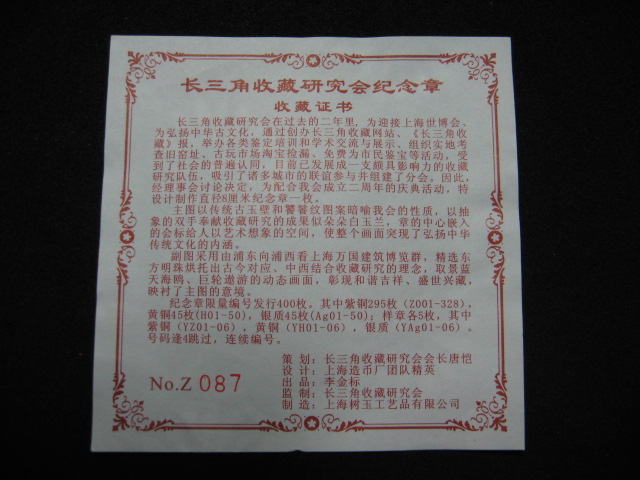 长三角收藏研究会纪念章
收藏证书
长三角收藏研究会在过去的二年里，为迎接上海世博会、
为弘扬中华古文化，通过创办长三角收藏网站、《长三角收
藏》报，举办各类鉴定培训和学术交流与展示、组织实地考
查旧窑址、古玩市场淘宝捡漏、免费为市民鉴宝等活动，受
到了社会的普遍认同，目前已发展成一支颇具影响力的收藏
研究队伍，吸引了诸多城市的联谊参与并组建了分会。因此，
经理事会讨论决定，为配合我会成立二周年的庆典活动，特
设计制作直径8厘米纪念章一枚。
主图以传统古玉壁和饕餮纹图案暗喻我会的性质，以抽
象的双手奉献收藏研究的成果似朵朵白玉兰，章的中心嵌入
的会标给人以艺术想象的空间，使整个画面突现了弘扬中华
传统文化的内涵。
副图采用由浦东向浦西看上海万国建筑博览群，精选东
方明珠烘托出古今对应、中西结合收藏研究的理念，取景蓝
天海鸥、巨轮遨游的动态画面，彰现和谐吉祥、盛世兴藏，
映衬了主图的意境。
纪念章限量编号发行400枚。其中紫铜295枚（Z001-328），
黄铜45枚(H01-50)，银质45枚(Ag01-50)；样章各5枚，其中
紫铜（YZ01-06），黄铜（YH01-06），银质（YAg01-06）。
号码逢4跳过，连续编号。
策 划：长三角收藏研究会会长唐恺
设 计：上海造币厂团队精英
出 品：李金标
监 制：长三角收藏研究会
制 造：上海树玉工艺品有限公司
No.Z 087